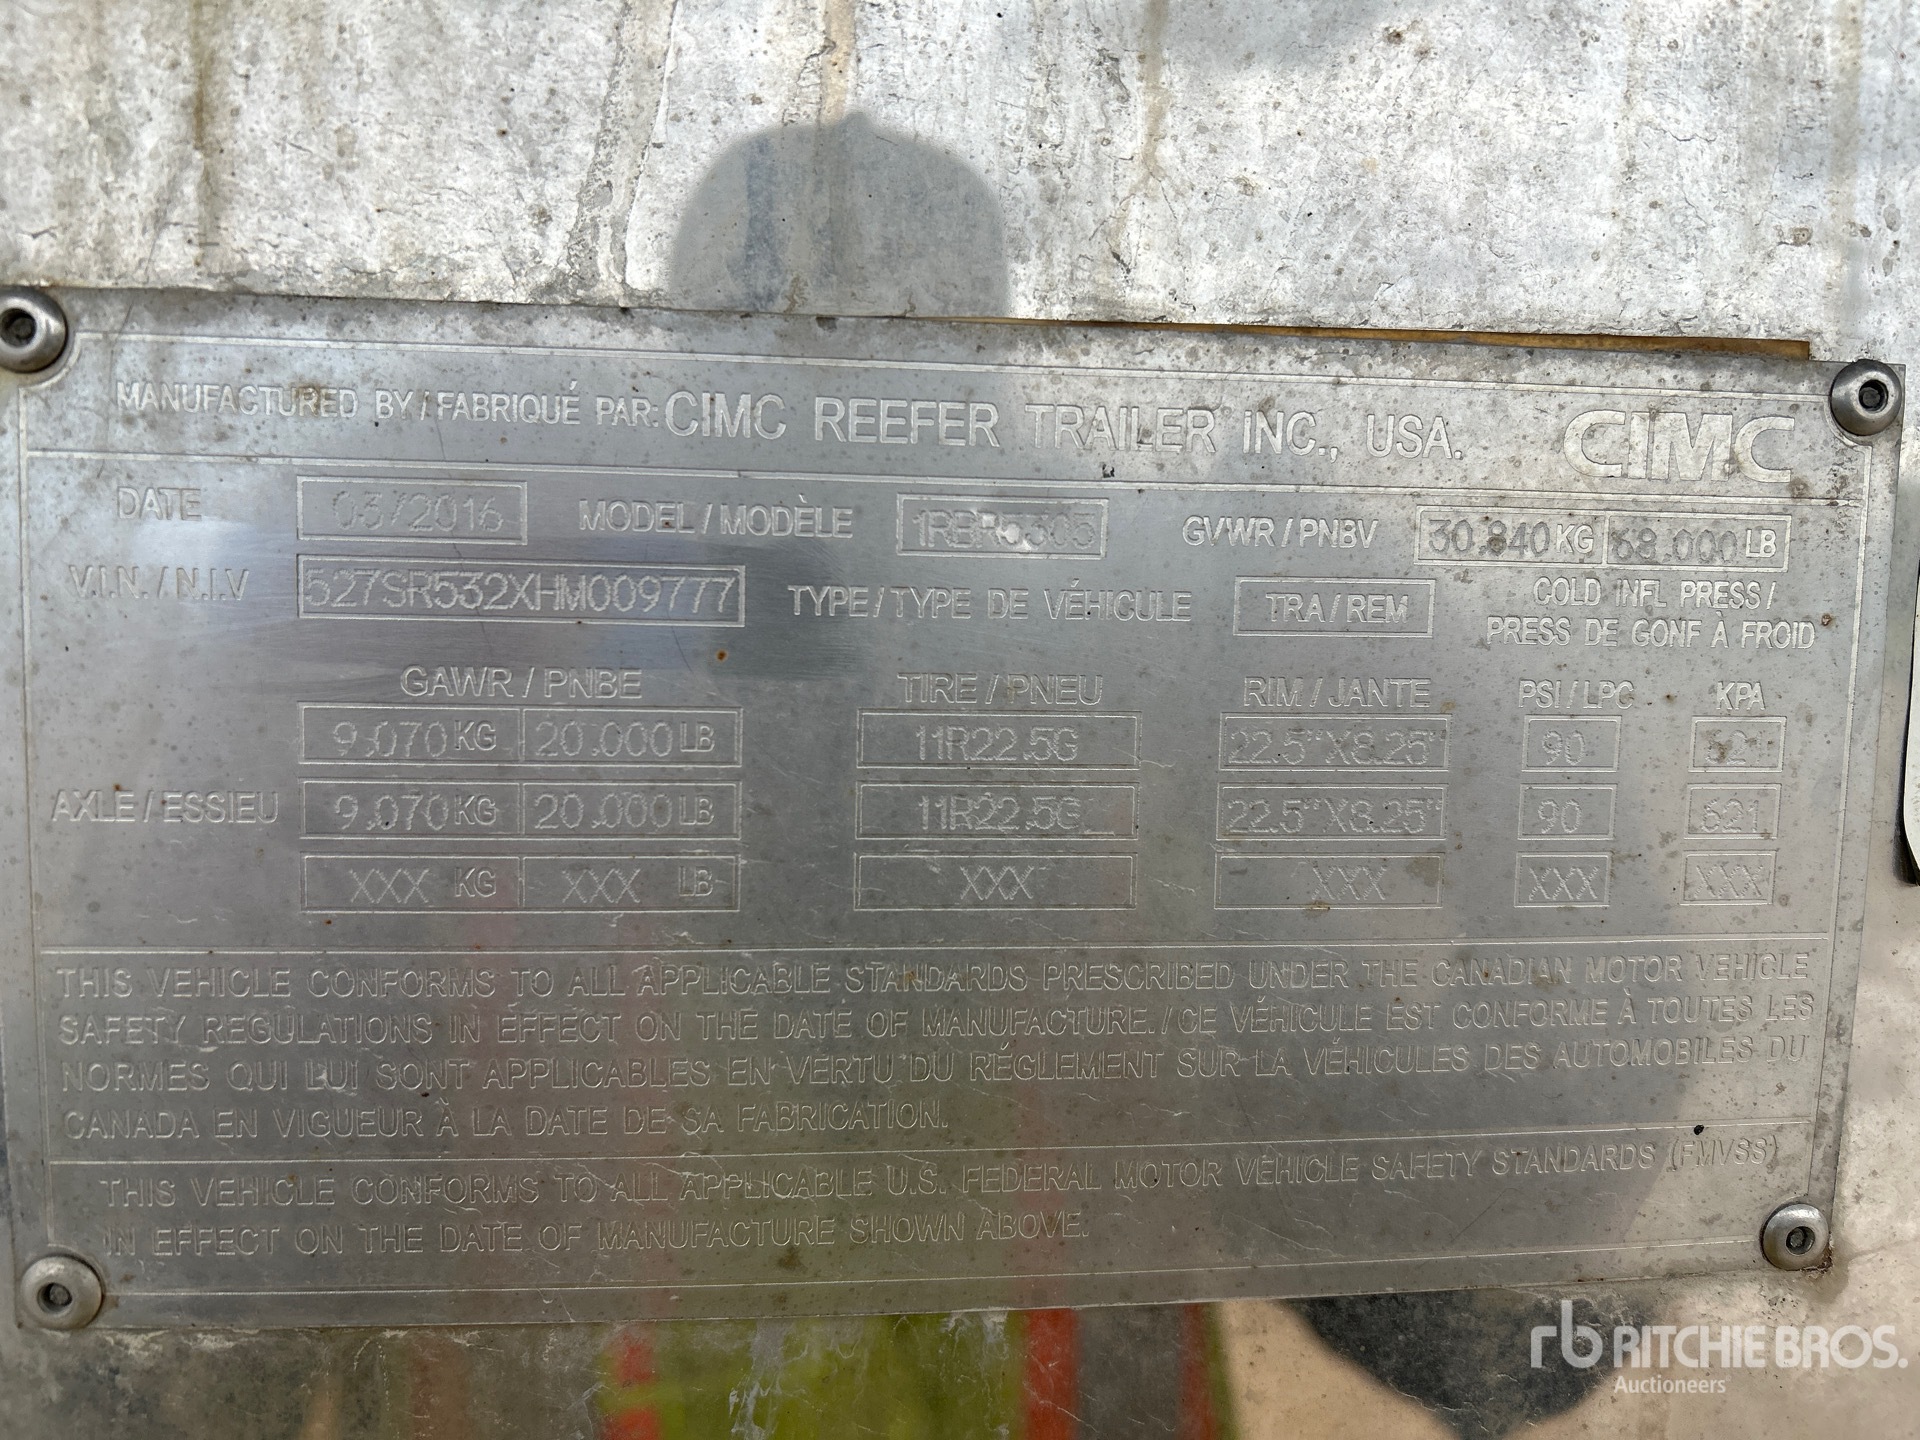 MANUFACTURED BY / FABRIQUÉ PAR: CIMC REEFER TRAILER INC., USA. CIMC
DATE 03/2016 MODEL / MODÈLE 1RBR5305 GVWR / PNBV 30.840 KG 68.000 LB
V.I.N. / N.I.V 527SR532XHM009777 TYPE / TYPE DE VÉHICULE TRA / REM COLD INFL PRESS /
PRESS DE GONF À FROID
GAWR / PNBE TIRE / PNEU RIM / JANTE PSI / LPC KPA
9.070 KG 20.000 LB 11R22.5G 22.5"X8.25" 90 621
AXLE / ESSIEU 9.070 KG 20.000 LB 11R22.5G 22.5"X8.25" 90 621
XXX KG XXX LB XXX XXX XXX XXX
THIS VEHICLE CONFORMS TO ALL APPLICABLE STANDARDS PRESCRIBED UNDER THE CANADIAN MOTOR VEHICLE
SAFETY REGULATIONS IN EFFECT ON THE DATE OF MANUFACTURE. / CE VÉHICULE EST CONFORME À TOUTES LES
NORMES QUI LUI SONT APPLICABLES EN VERTU DU RÉGLEMENT SUR LA VÉHICULES DES AUTOMOBILES DU
CANADA EN VIGUEUR À LA DATE DE SA FABRICATION.
THIS VEHICLE CONFORMS TO ALL APPLICABLE U.S. FEDERAL MOTOR VEHICLE SAFETY STANDARDS (FMVSS)
IN EFFECT ON THE DATE OF MANUFACTURE SHOWN ABOVE.
rb RITCHIE BROS.
Auctioneers